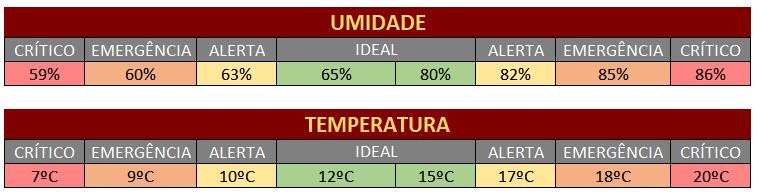 UMIDADE
CRÍTICO EMERGÊNCIA ALERTA IDEAL ALERTA EMERGÊNCIA CRÍTICO
59% 60% 63% 65% 80% 82% 85% 86%
TEMPERATURA
CRÍTICO EMERGÊNCIA ALERTA IDEAL ALERTA EMERGÊNCIA CRÍTICO
7ºC 9ºC 10ºC 12ºC 15ºC 17ºC 18ºC 20ºC